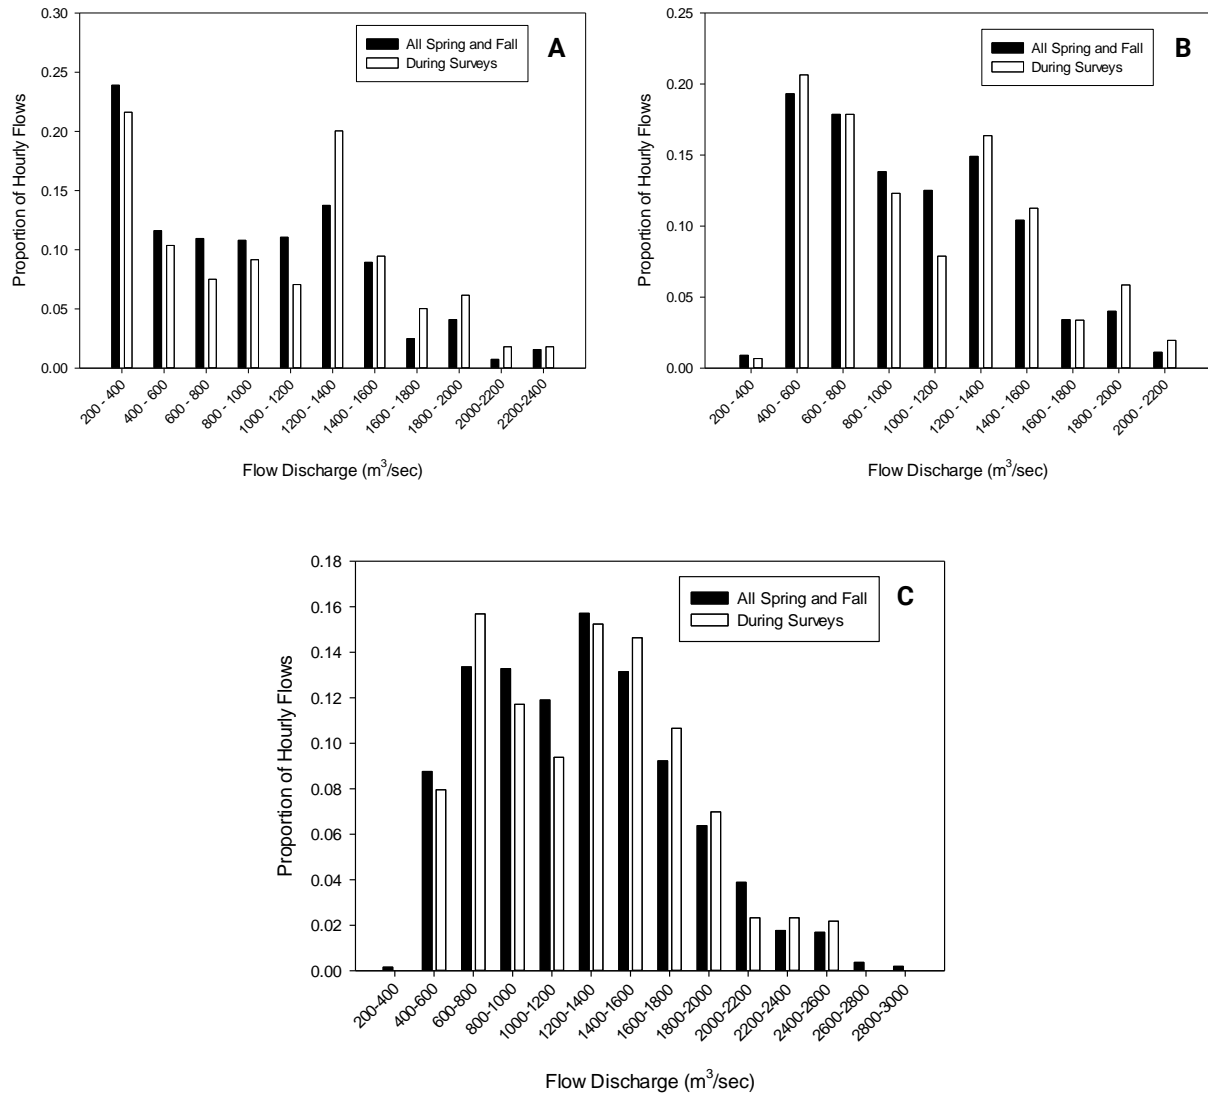 A
All Spring and Fall
During Surveys
Proportion of Hourly Flows
0.30
0.25
0.20
0.15
0.10
0.05
0.00
200 - 400
400 - 600
600 - 800
800 - 1000
1000 - 1200
1200 - 1400
1400 - 1600
1600 - 1800
1800 - 2000
2000-2200
2200-2400
Flow Discharge (m³/sec)
B
All Spring and Fall
During Surveys
Proportion of Hourly Flows
0.25
0.20
0.15
0.10
0.05
0.00
200 - 400
400 - 600
600 - 800
800 - 1000
1000 - 1200
1200 - 1400
1400 - 1600
1600 - 1800
1800 - 2000
2000 - 2200
Flow Discharge (m³/sec)
C
All Spring and Fall
During Surveys
Proportion of Hourly Flows
0.18
0.16
0.14
0.12
0.10
0.08
0.06
0.04
0.02
0.00
200-400
400-600
600-800
800-1000
1000-1200
1200-1400
1400-1600
1600-1800
1800-2000
2000-2200
2200-2400
2400-2600
2600-2800
2800-3000
Flow Discharge (m³/sec)